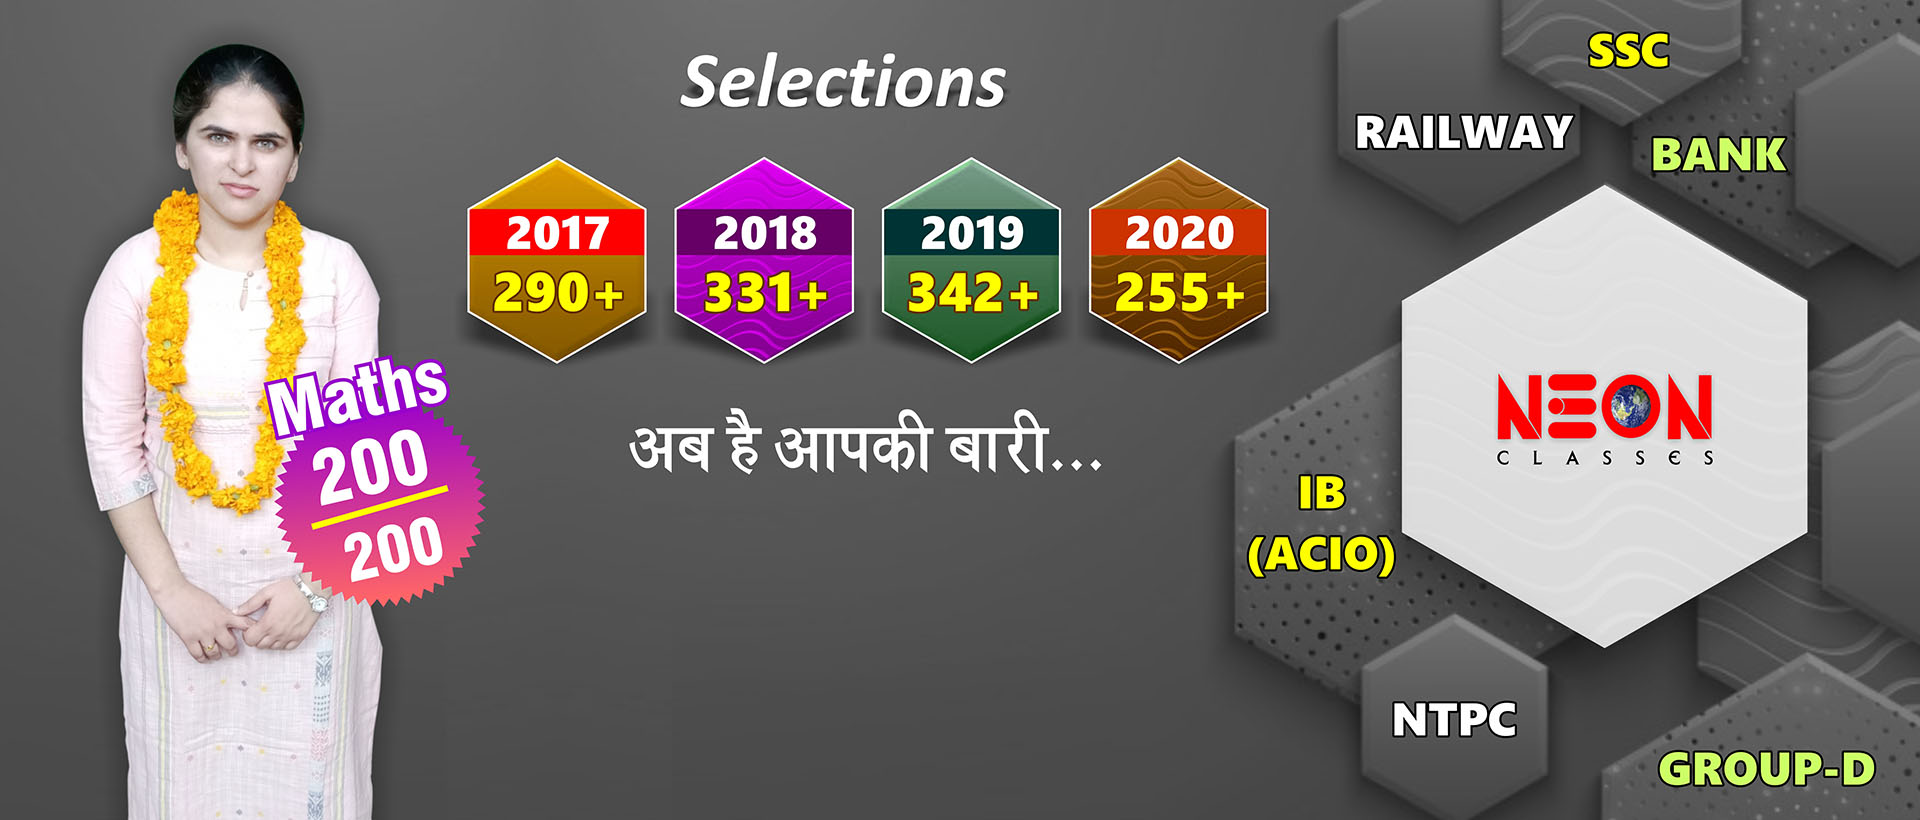 Selections
2017
290+
2018
331+
2019
342+
2020
255+
अब है आपकी बारी...
Maths
200
200
SSC
RAILWAY
BANK
NEON
CLASSES
IB
(ACIO)
NTPC
GROUP-D